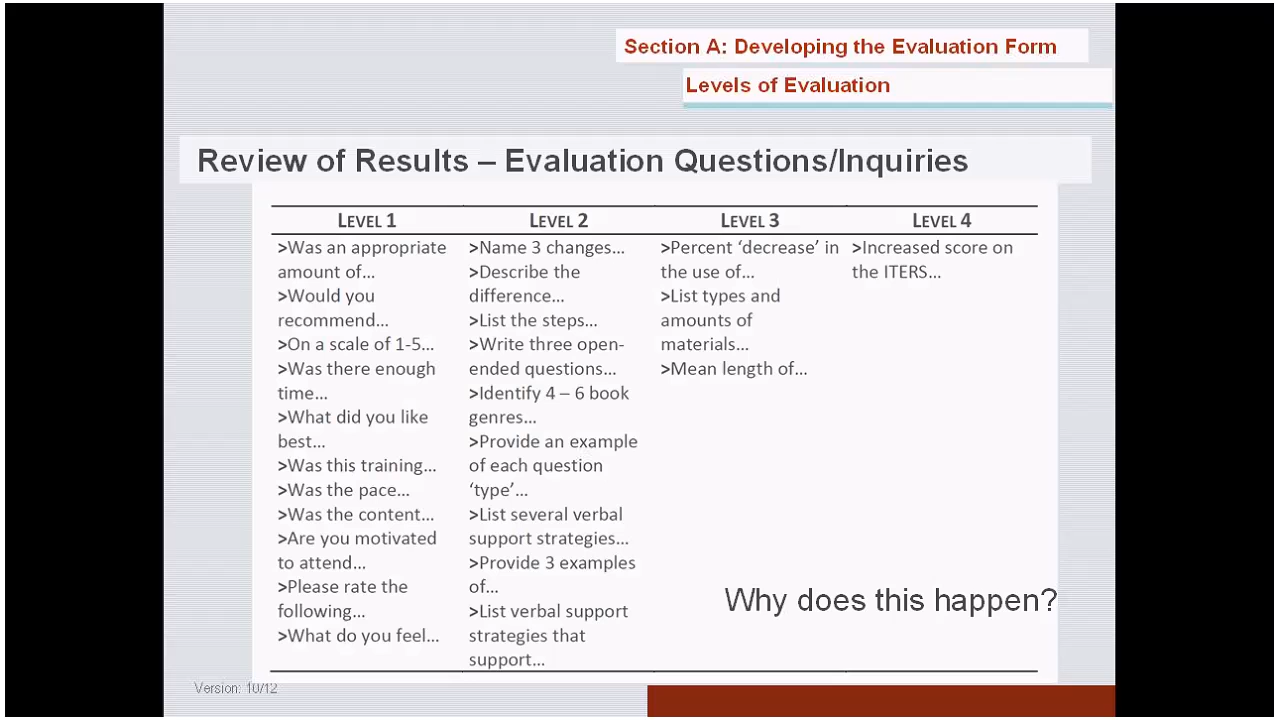 Section A: Developing the Evaluation Form
Levels of Evaluation
Review of Results – Evaluation Questions/Inquiries
LEVEL 1
>Was an appropriate
amount of…
>Would you
recommend…
>On a scale of 1-5…
>Was there enough
time…
>What did you like
best…
>Was this training…
>Was the pace…
>Was the content…
>Are you motivated
to attend…
>Please rate the
following…
>What do you feel…
LEVEL 2
>Name 3 changes…
>Describe the
difference…
>List the steps…
>Write three open-
ended questions…
>Identify 4 – 6 book
genres…
>Provide an example
of each question
‘type’…
>List several verbal
support strategies…
>Provide 3 examples
of…
>List verbal support
strategies that
support…
LEVEL 3
>Percent ‘decrease’ in
the use of…
>List types and
amounts of
materials…
>Mean length of…
LEVEL 4
>Increased score on
the ITERS…
Why does this happen?
Version: 10/12